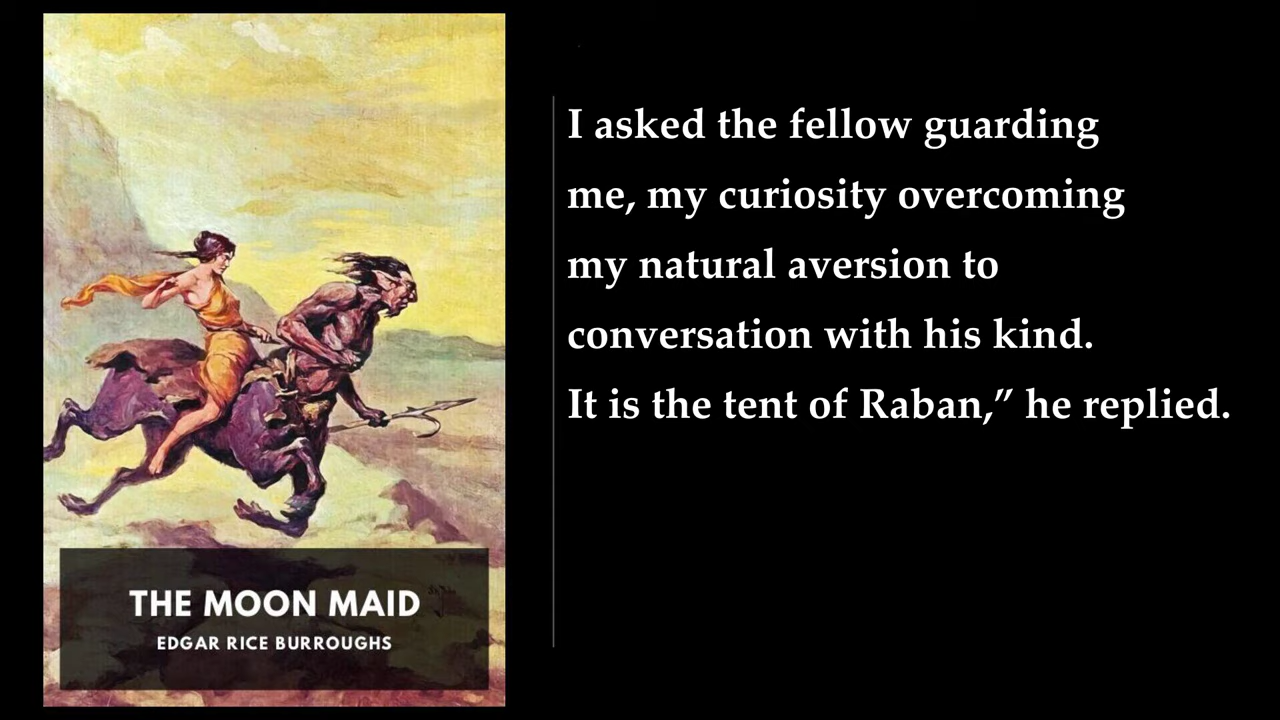 THE MOON MAID
EDGAR RICE BURROUGHS
I asked the fellow guarding
me, my curiosity overcoming
my natural aversion to
conversation with his kind.
It is the tent of Raban,” he replied.